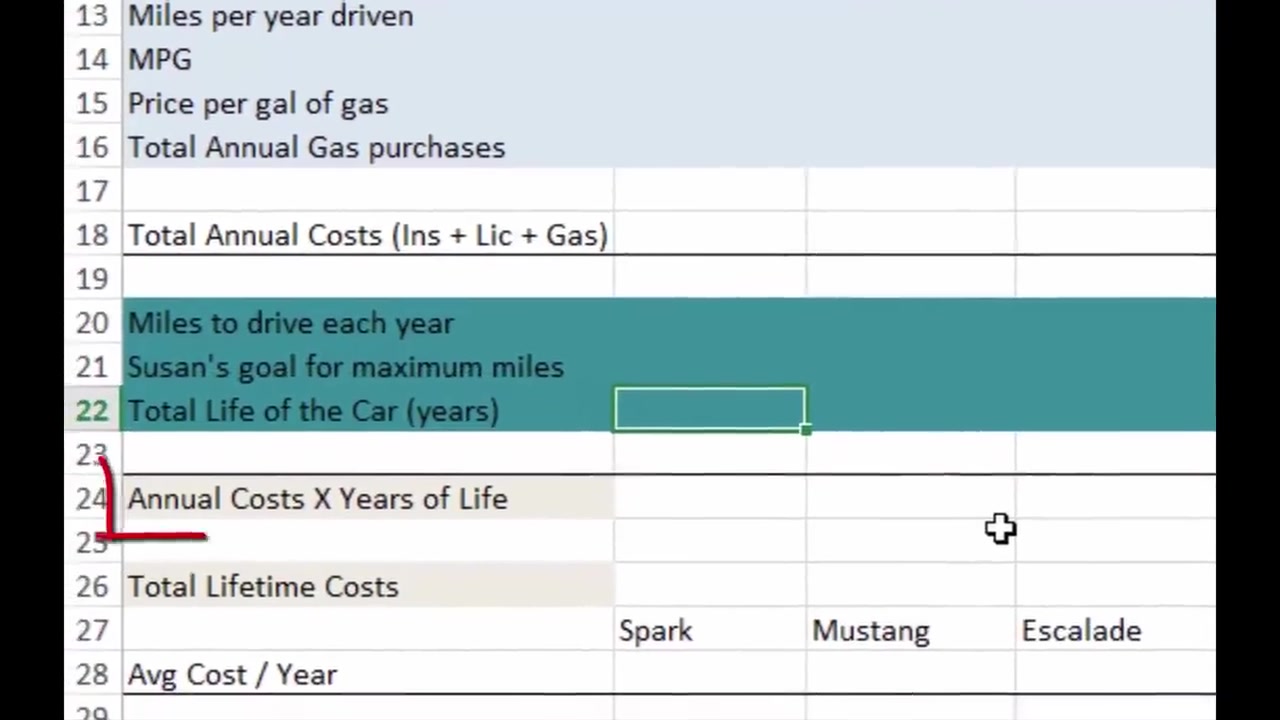 13 Miles per year driven
14 MPG
15 Price per gal of gas
16 Total Annual Gas purchases
17
18 Total Annual Costs (Ins + Lic + Gas)
19
20 Miles to drive each year
21 Susan's goal for maximum miles
22 Total Life of the Car (years)
23
24 Annual Costs X Years of Life
25
26 Total Lifetime Costs
27 Spark Mustang Escalade
28 Avg Cost / Year
29